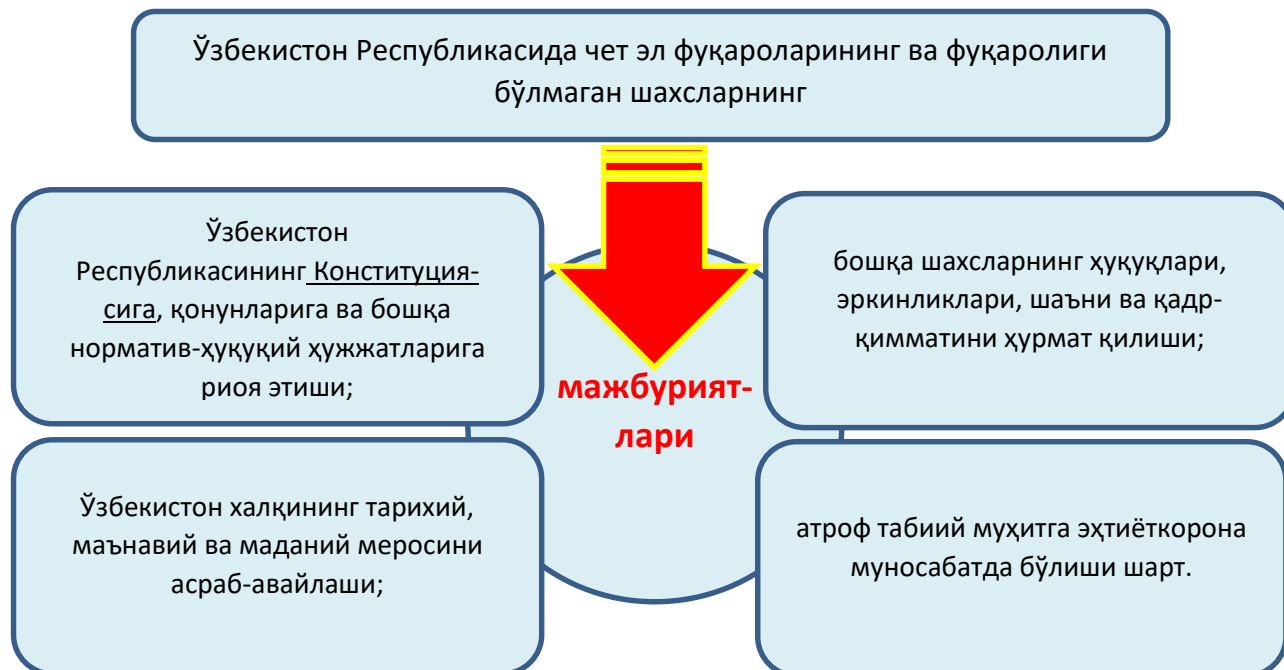 Ўзбекистон Республикасида чет эл фуқароларининг ва фуқаролиги
бўлмаган шахсларнинг
Ўзбекистон
Республикасининг Конституция-
сига, қонунларига ва бошқа
норматив-ҳуқуқий ҳужжатларига
риоя этиши;
бошқа шахсларнинг ҳуқуқлари,
эркинликлари, шаъни ва қадр-
қимматини ҳурмат қилиши;
мажбурият-
лари
Ўзбекистон халқининг тарихий,
маънавий ва маданий меросини
асраб-авайлаши;
атроф табиий муҳитга эҳтиёткорона
муносабатда бўлиши шарт.